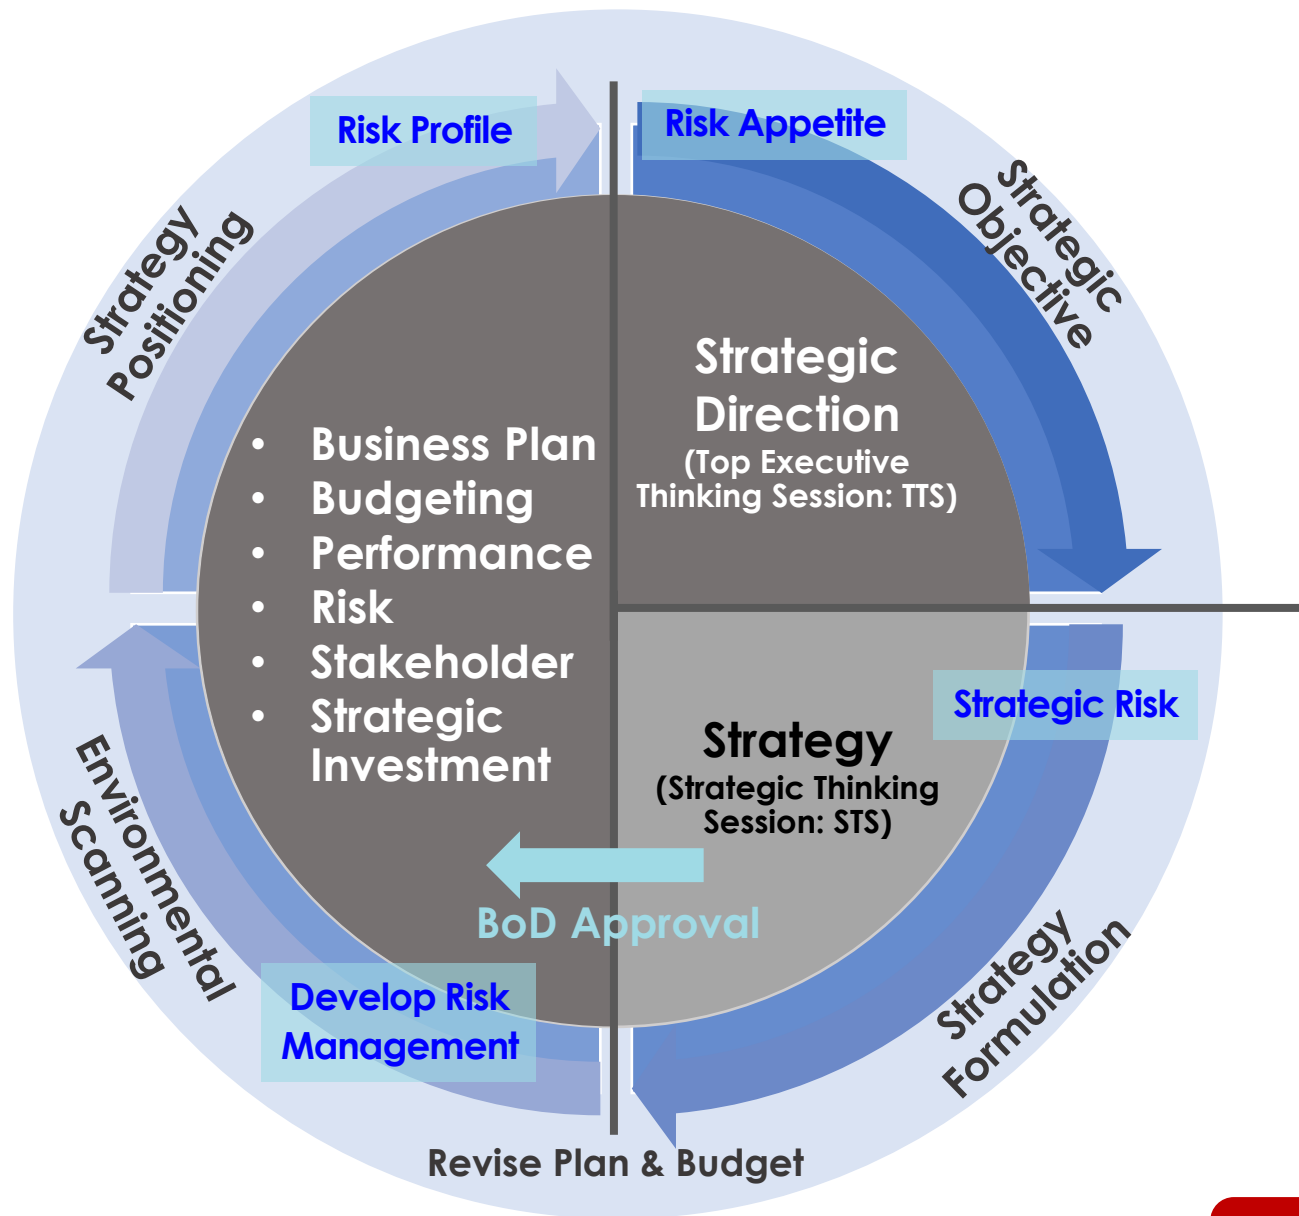 Risk Profile
Risk Appetite
Strategy
Positioning
Strategic
Objective
Strategic
Direction
(Top Executive
Thinking Session: TTS)
• Business Plan
• Budgeting
• Performance
• Risk
• Stakeholder
• Strategic
Investment
Strategic Risk
Strategy
(Strategic Thinking
Session: STS)
BoD Approval
Environmental
Scanning
Develop Risk
Management
Strategy
Formulation
Revise Plan & Budget